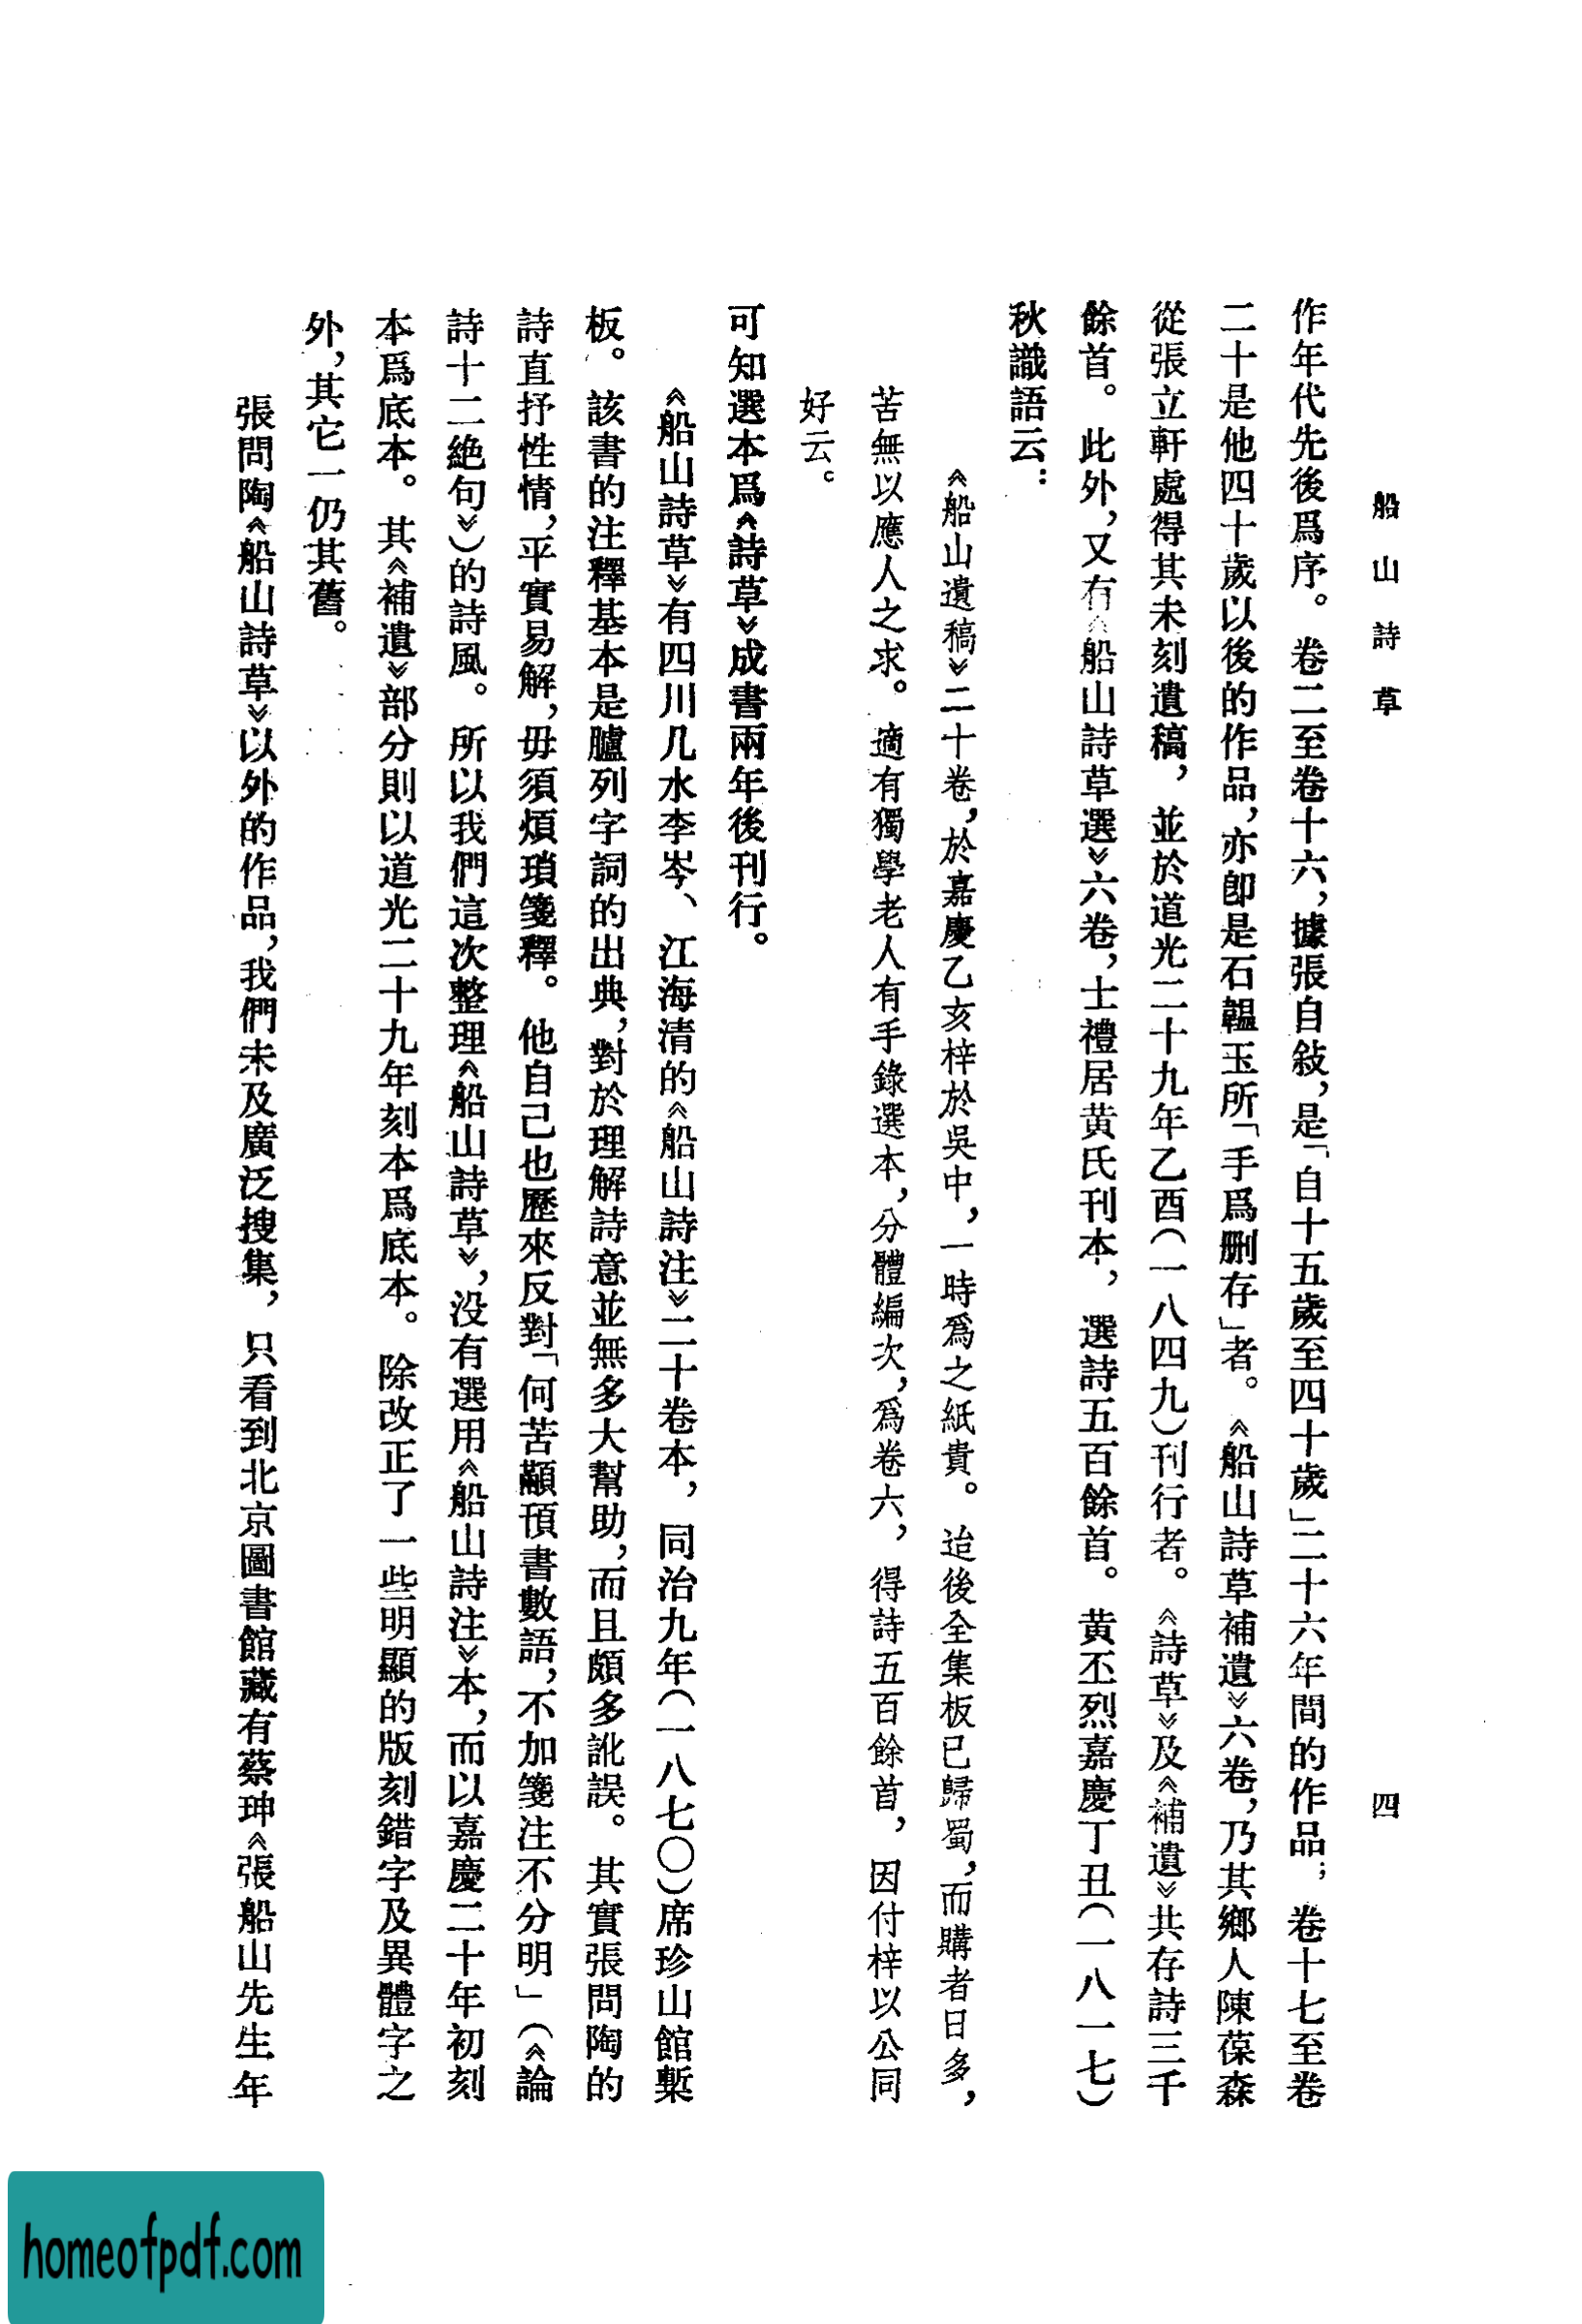 船山詩草
四
作年代先後爲序。卷二至卷十六，據張自敍，是「自十五歲至四十歲」二十六年間的作品；卷十七至卷
二十是他四十歲以後的作品，亦卽是石韞玉所「手爲删存」者。《船山詩草補遺》六卷，乃其鄉人陳葆森
從張立軒處得其未刻遺稿，並於道光二十九年乙酉（一八四九）刊行者。《詩草》及《補遺》共存詩三千
餘首。此外，又有《船山詩草選》六卷，士禮居黄氏刊本，選詩五百餘首。黄丕烈嘉慶丁丑（一八一七）
秋識語云：
《船山遺稿》二十卷，於嘉慶乙亥梓於吳中，一時爲之紙貴。迨後全集板已歸蜀，而購者日多，
苦無以應人之求。適有獨學老人有手錄選本，分體編次，爲卷六，得詩五百餘首，因付梓以公同
好云。
可知選本爲《詩草》成書兩年後刊行。
《船山詩草》有四川几水李岑、江海清的《船山詩注》二十卷本，同治九年（一八七〇）席珍山館槧
板。該書的注釋基本是臚列字詞的出典，對於理解詩意並無多大幫助，而且頗多訛誤。其實張問陶的
詩直抒性情，平實易解，毋須煩瑣箋釋。他自己也歷來反對「何苦顢頇書數語，不加箋注不分明」（《論
詩十二絶句》）的詩風。所以我們這次整理《船山詩草》，没有選用《船山詩注》本，而以嘉慶二十年初刻
本爲底本。其《補遺》部分則以道光二十九年刻本爲底本。除改正了一些明顯的版刻錯字及異體字之
外，其它一仍其舊。
張問陶《船山詩草》以外的作品，我們未及廣泛搜集，只看到北京圖書館藏有蔡珅《張船山先生年
homeofpdf.com